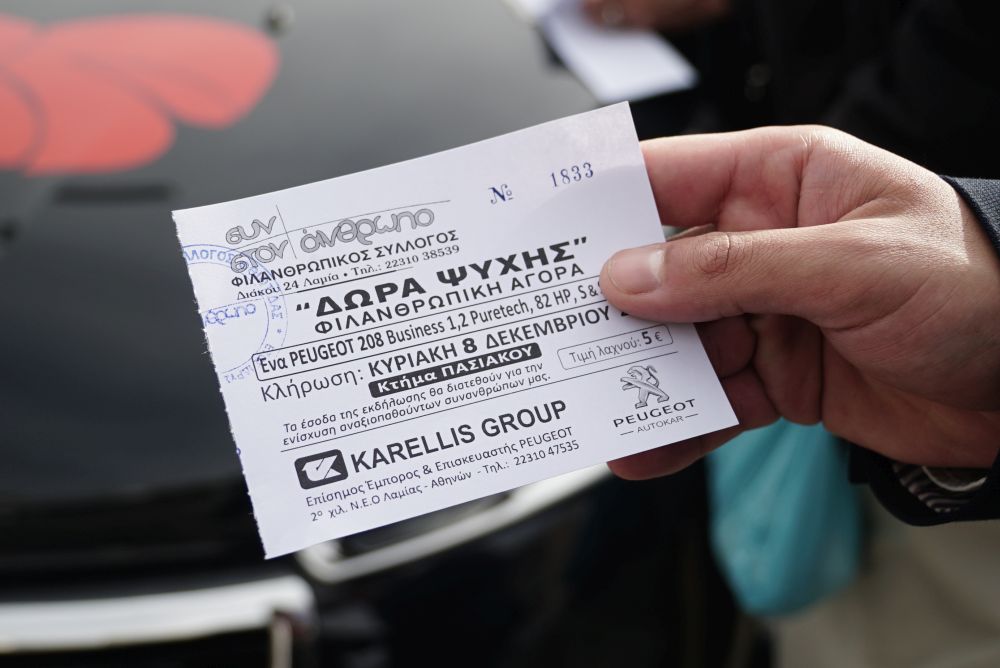 № 1833
συν
στον άνθρωπο
ΦΙΛΑΝΘΡΩΠΙΚΟΣ ΣΥΛΛΟΓΟΣ
Διάκου 24 Λαμία • Τηλ.: 22310 38539
"ΔΩΡΑ ΨΥΧΗΣ"
ΦΙΛΑΝΘΡΩΠΙΚΗ ΑΓΟΡΑ
Ένα PEUGEOT 208 Business 1,2 Puretech, 82 HP, S &
Κλήρωση: ΚΥΡΙΑΚΗ 8 ΔΕΚΕΜΒΡΙΟΥ
Κτήμα ΠΑΣΙΑΚΟΥ
Τιμή λαχνού: 5 €
Τα έσοδα της εκδήλωσης θα διατεθούν για την
ενίσχυση αναξιοπαθούντων συνανθρώπων μας.
KARELLIS GROUP
Επίσημος Έμπορος & Επισκευαστής PEUGEOT
2º χιλ. Ν.Ε.Ο Λαμίας - Αθηνών - Τηλ.: 22310 47535
PEUGEOT
AUTOKAR